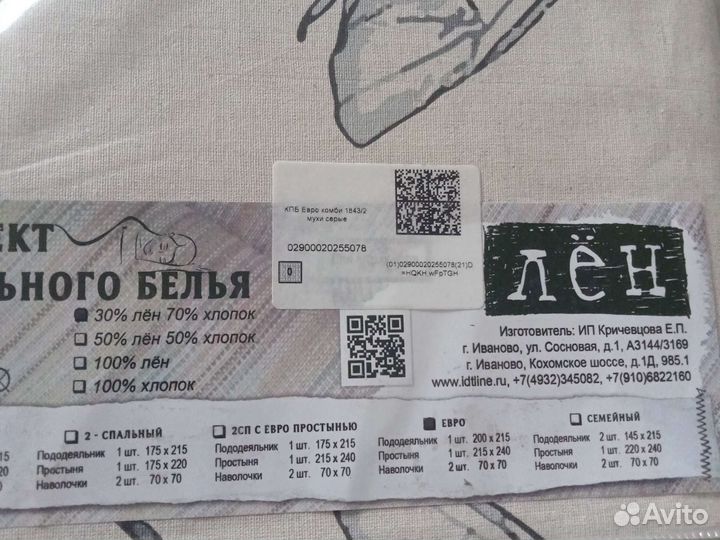 КПБ Евро комби 1843/2
мухи серые
02900020255078
0
(01)02900020255078(21)D
=HQKH,wFpTGH
ЕКТ
ЬНОГО БЕЛЬЯ
30% лён 70% хлопок
50% лён 50% хлопок
100% лён
100% хлопок
ЛЁН
Изготовитель: ИП Кричевцова Е.П.
г. Иваново, ул. Сосновая, д.1, А3144/3169
г. Иваново, Кохомское шоссе, д.1Д, 985.1
www.idtline.ru, +7(4932)345082, +7(910)6822160
2 - СПАЛЬНЫЙ
Пододеяльник 1 шт. 175 х 215
Простыня 1 шт. 175 х 220
Наволочки 2 шт. 70 х 70
2СП С ЕВРО ПРОСТЫНЬЮ
Пододеяльник 1 шт. 175 х 215
Простыня 1 шт. 215 х 240
Наволочки 2 шт. 70 х 70
ЕВРО
Пододеяльник 1 шт. 200 х 215
Простыня 1 шт. 215 х 240
Наволочки 2 шт. 70 х 70
СЕМЕЙНЫЙ
Пододеяльник 2 шт. 145 х 215
Простыня 1 шт. 220 х 240
Наволочки 2 шт. 70 х 70
Avito